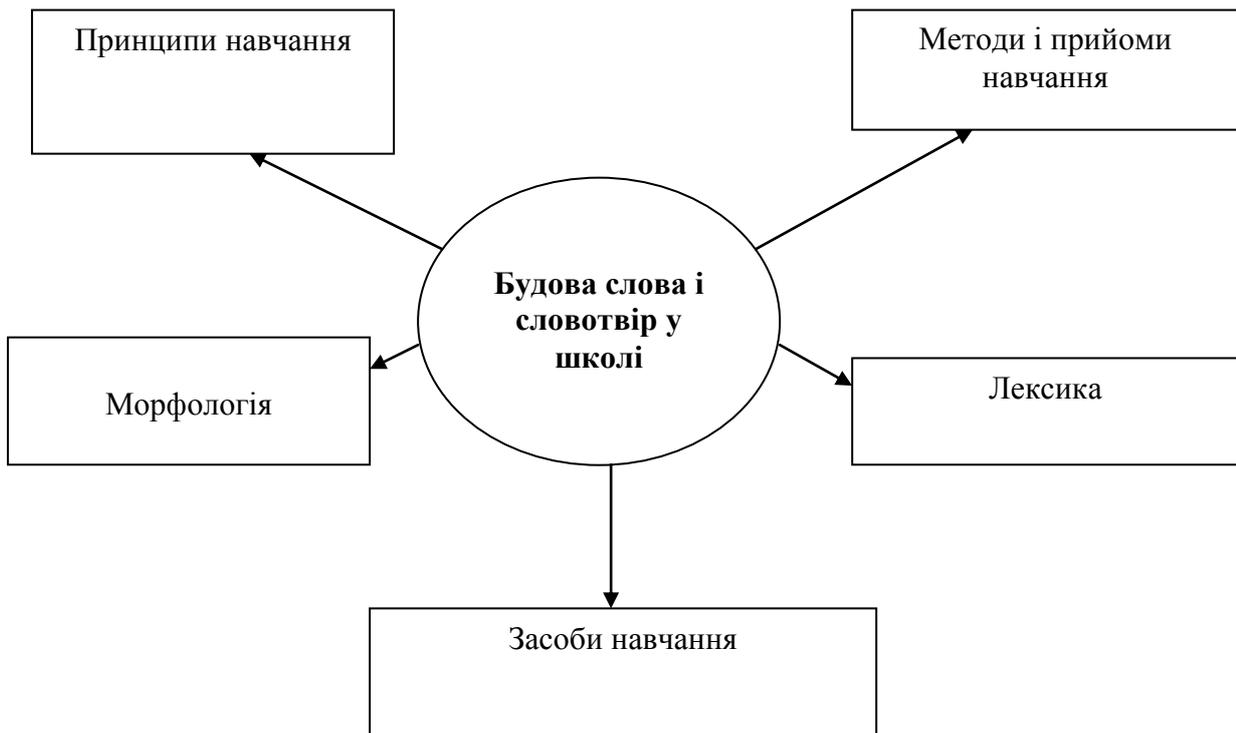 Принципи навчання
Методи і прийоми
навчання
Будова слова і
словотвір у
школі
Морфологія
Лексика
Засоби навчання